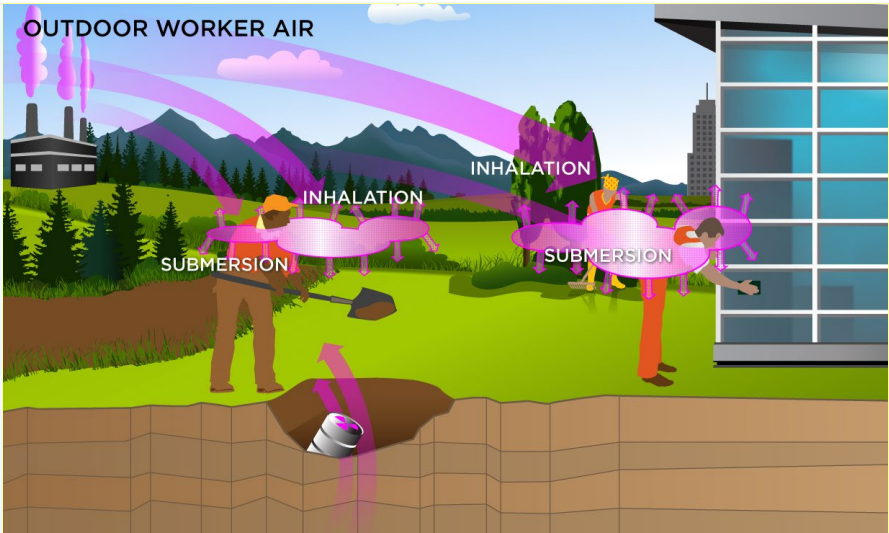 OUTDOOR WORKER AIR
INHALATION
INHALATION
SUBMERSION
SUBMERSION